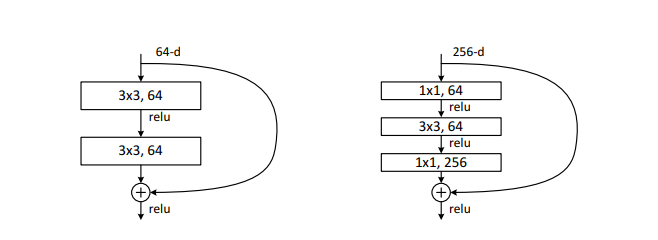 64-d
3x3, 64
relu
3x3, 64
relu
256-d
1x1, 64
relu
3x3, 64
relu
1x1, 256
relu